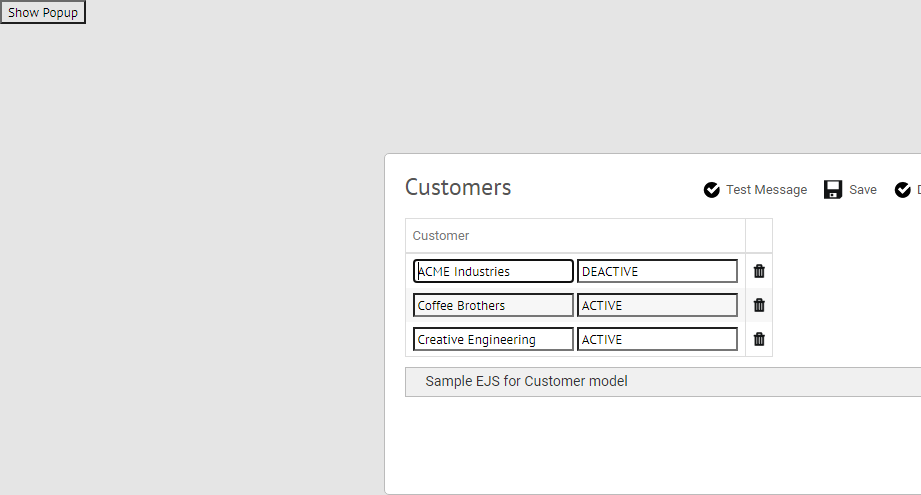 Show Popup
Customers
Test Message Save
Customer
ACME Industries DEACTIVE
Coffee Brothers ACTIVE
Creative Engineering ACTIVE
Sample EJS for Customer model